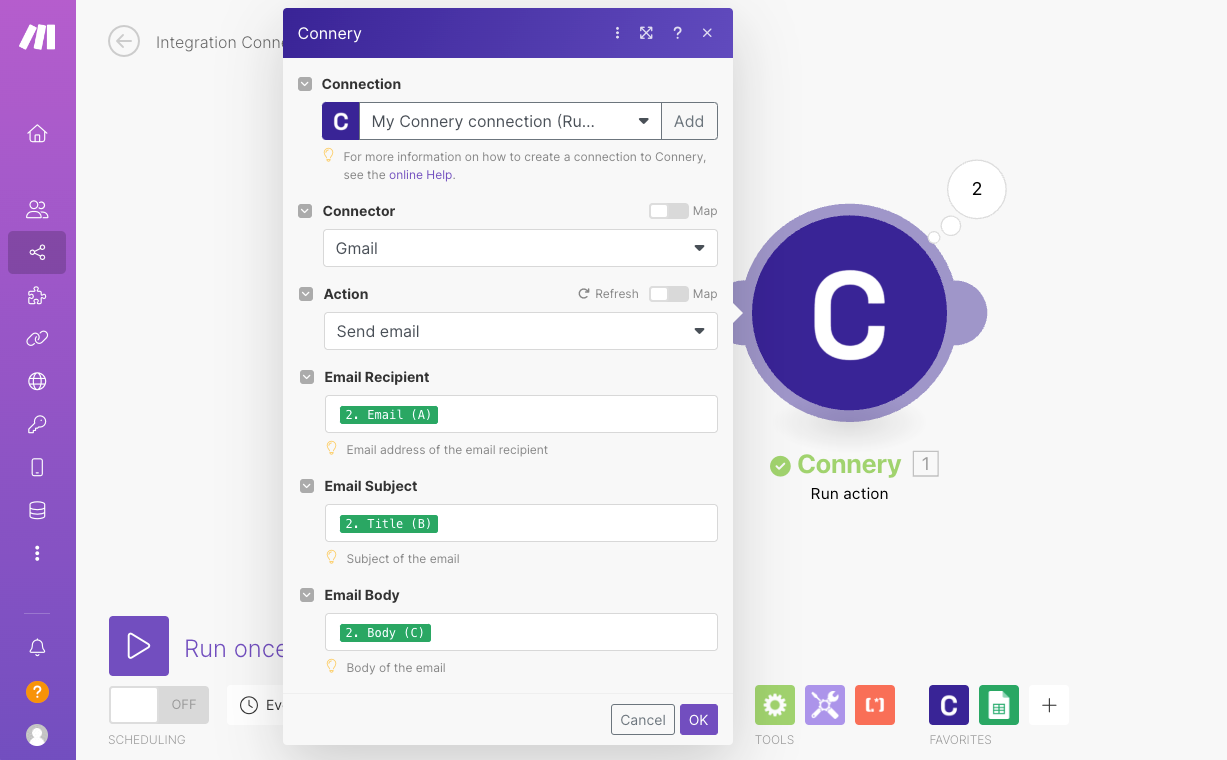 Integration Conn
Connery
?
Connection
C
My Connery connection (Ru...
Add
For more information on how to create a connection to Connery,
see the online Help.
Connector
Map
Gmail
Action
Refresh
Map
Send email
Email Recipient
2. Email (A)
Email address of the email recipient
Email Subject
2. Title (B)
Subject of the email
Email Body
2. Body (C)
Body of the email
Cancel
OK
2
C
Connery
1
Run action
Run once
OFF
Eve
SCHEDULING
?
[*]
TOOLS
C
FAVORITES